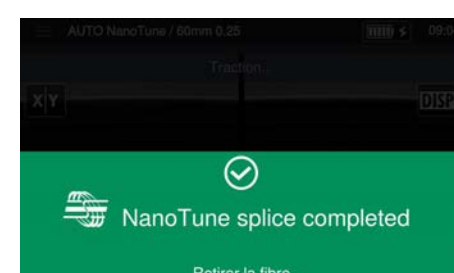 AUTO NanoTune / 60mm 0.25
09:0
Traction
X Y
DISP
NanoTune splice completed
Retirer la fibre